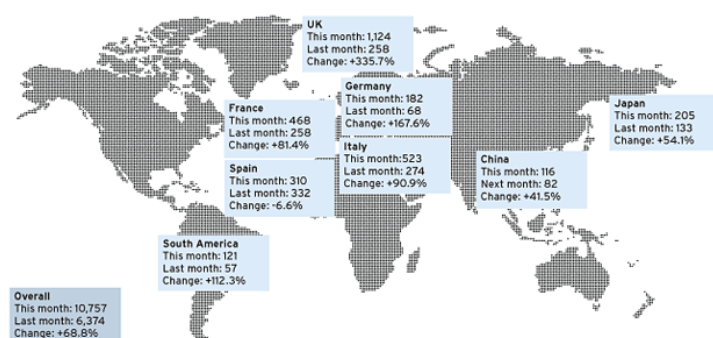 UK
This month: 1,124
Last month: 258
Change: +335.7%
Germany
This month: 182
Last month: 68
Change: +167.6%
France
This month: 468
Last month: 258
Change: +81.4%
Japan
This month: 205
Last month: 133
Change: +54.1%
Italy
This month:523
Last month: 274
Change: +90.9%
China
This month: 116
Next month: 82
Change: +41.5%
Spain
This month: 310
Last month: 332
Change: -6.6%
South America
This month: 121
Last month: 57
Change: +112.3%
Overall
This month: 10,757
Last month: 6,374
Change: +68.8%